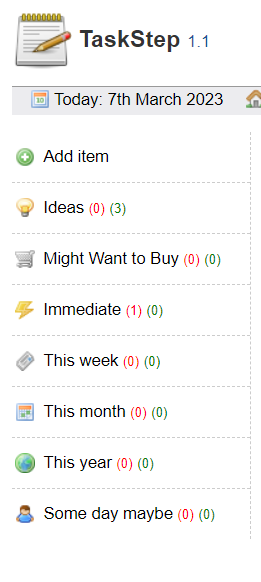 TaskStep 1.1
Today: 7th March 2023
Add item
Ideas (0) (3)
Might Want to Buy (0) (0)
Immediate (1) (0)
This week (0) (0)
This month (0) (0)
This year (0) (0)
Some day maybe (0) (0)